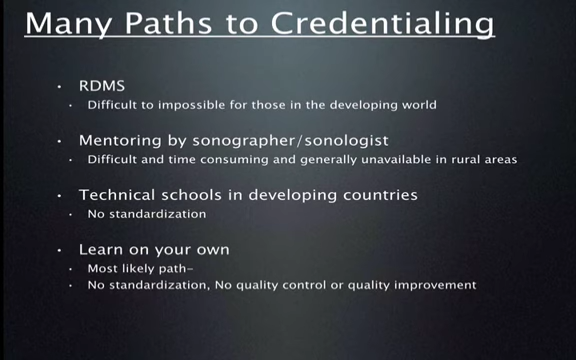 Many Paths to Credentialing
• RDMS
• Difficult to impossible for those in the developing world
• Mentoring by sonographer/sonologist
• Difficult and time consuming and generally unavailable in rural areas
• Technical schools in developing countries
• No standardization
• Learn on your own
• Most likely path–
• No standardization, No quality control or quality improvement